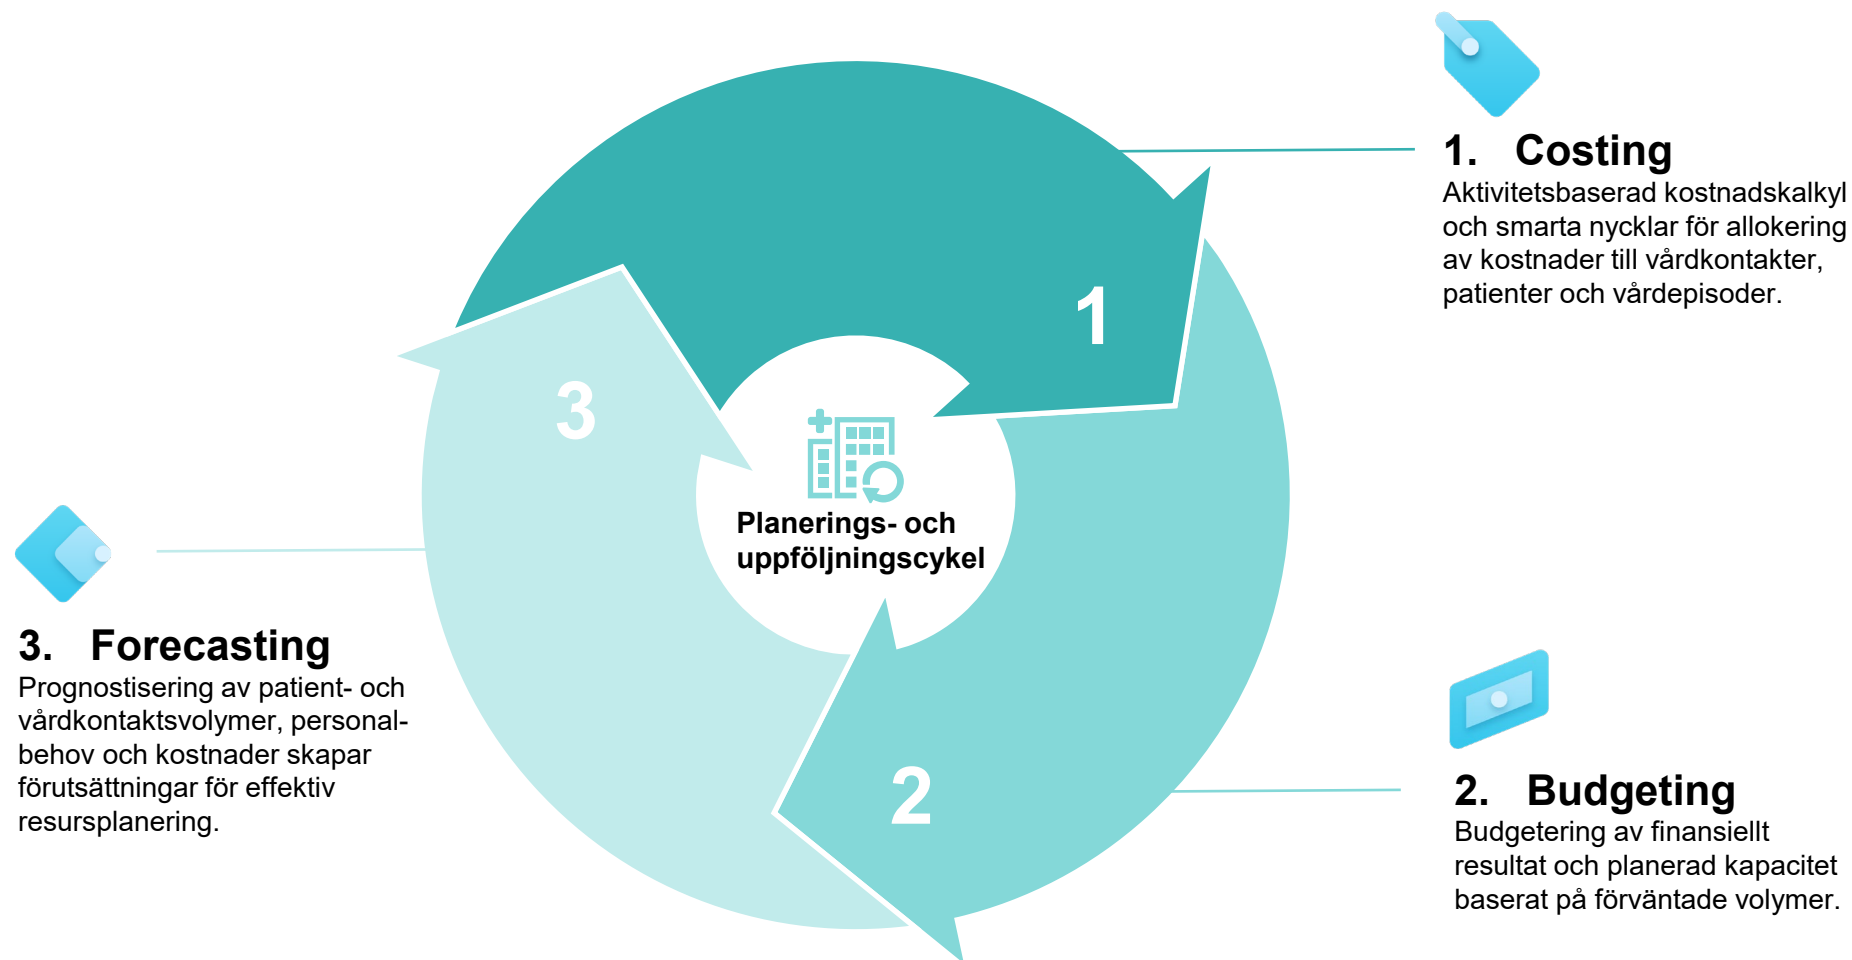 1. Costing
Aktivitetsbaserad kostnadskalkyl
och smarta nycklar för allokering
av kostnader till vårdkontakter,
patienter och vårdepisoder.
1
3
Planerings- och
uppföljningscykel
2
3. Forecasting
Prognostisering av patient- och
vårdkontaktsvolymer, personal-
behov och kostnader skapar
förutsättningar för effektiv
resursplanering.
2. Budgeting
Budgetering av finansiellt
resultat och planerad kapacitet
baserat på förväntade volymer.